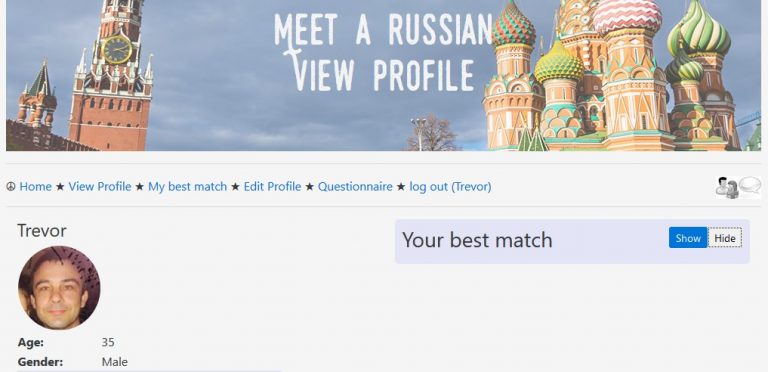 MEET A RUSSIAN
VIEW PROFILE
☮ Home ★ View Profile ★ My best match ★ Edit Profile ★ Questionnaire ★ log out (Trevor)
Trevor
Your best match
Show
Hide
Age: 35
Gender: Male